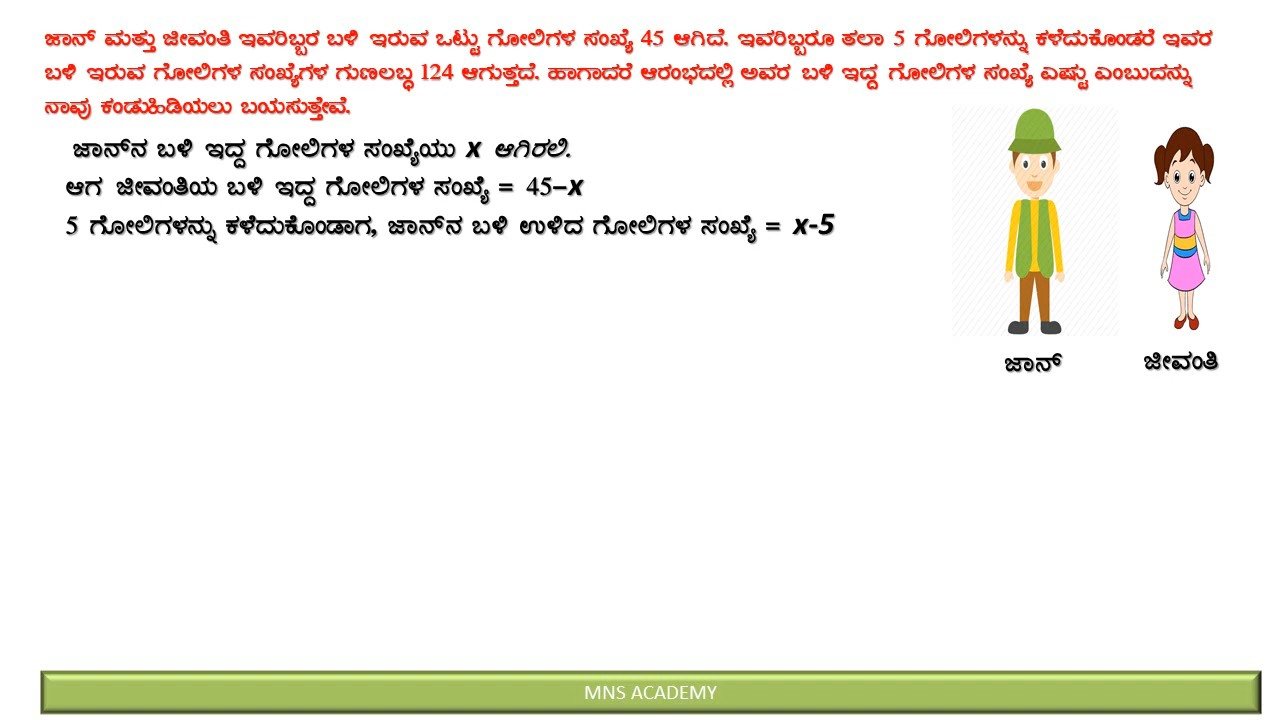 ಜಾನ್ ಮತ್ತು ಜೀವಂತಿ ಇವರಿಬ್ಬರ ಬಳಿ ಇರುವ ಒಟ್ಟು ಗೋಲಿಗಳ ಸಂಖ್ಯೆ 45 ಆಗಿದೆ. ಇವರಿಬ್ಬರೂ ತಲಾ 5 ಗೋಲಿಗಳನ್ನು ಕಳೆದುಕೊಂಡರೆ ಇವರ
ಬಳಿ ಇರುವ ಗೋಲಿಗಳ ಸಂಖ್ಯೆಗಳ ಗುಣಲಬ್ಧ 124 ಆಗುತ್ತದೆ. ಹಾಗಾದರೆ ಆರಂಭದಲ್ಲಿ ಅವರ ಬಳಿ ಇದ್ದ ಗೋಲಿಗಳ ಸಂಖ್ಯೆ ಎಷ್ಟು ಎಂಬುದನ್ನು
ನಾವು ಕಂಡುಹಿಡಿಯಲು ಬಯಸುತ್ತೇವೆ.
ಜಾನ್‌ನ ಬಳಿ ಇದ್ದ ಗೋಲಿಗಳ ಸಂಖ್ಯೆಯು x ಆಗಿರಲಿ.
ಆಗ ಜೀವಂತಿಯ ಬಳಿ ಇದ್ದ ಗೋಲಿಗಳ ಸಂಖ್ಯೆ = 45–x
5 ಗೋಲಿಗಳನ್ನು ಕಳೆದುಕೊಂಡಾಗ, ಜಾನ್‌ನ ಬಳಿ ಉಳಿದ ಗೋಲಿಗಳ ಸಂಖ್ಯೆ = x-5
ಜಾನ್ ಜೀವಂತಿ
MNS ACADEMY